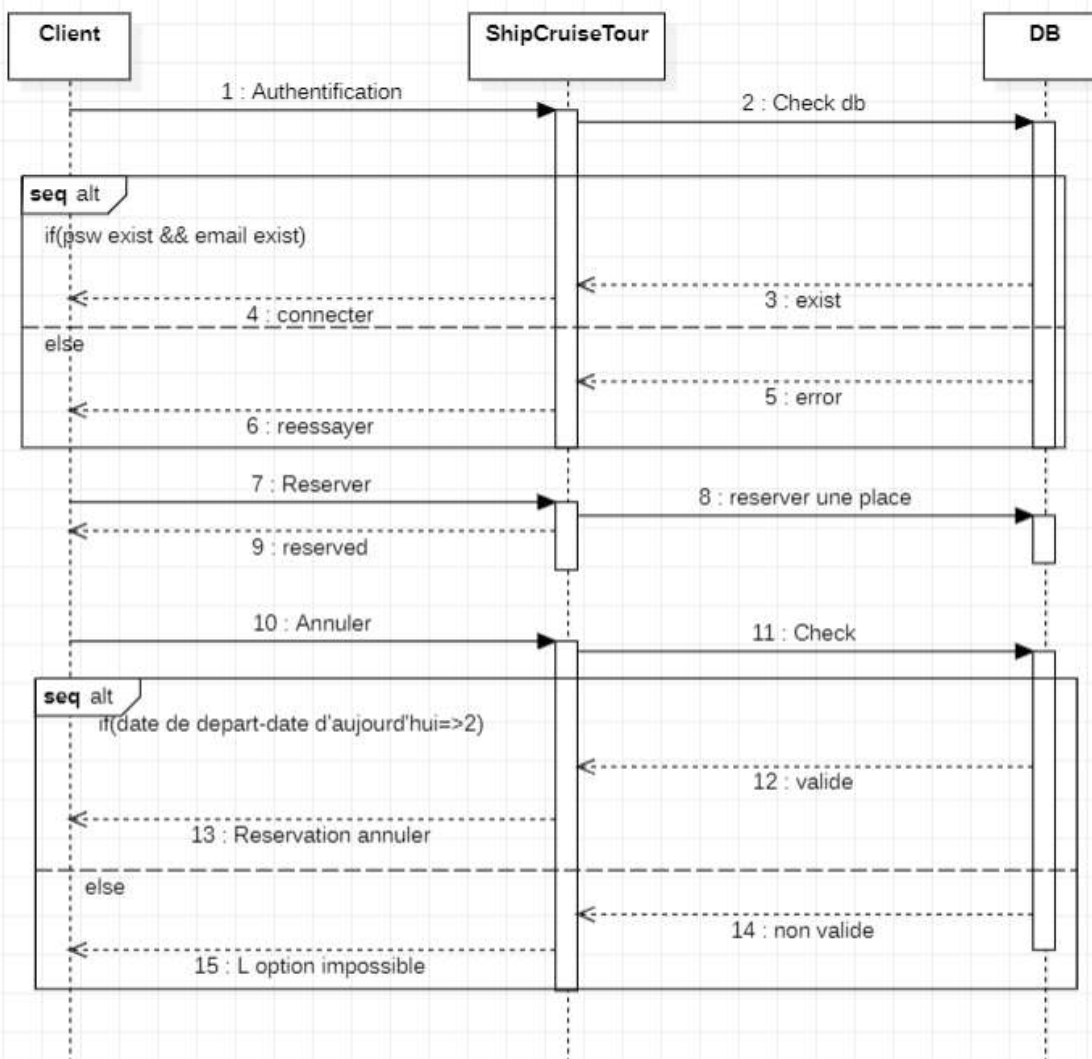 Client
ShipCruiseTour
DB
1 : Authentification
2 : Check db
seq alt
if(psw exist && email exist)
3 : exist
4 : connecter
else
5 : error
6 : reessayer
7 : Reserver
8 : reserver une place
9 : reserved
10 : Annuler
11 : Check
seq alt
if(date de depart-date d'aujourd'hui=>2)
12 : valide
13 : Reservation annuler
else
14 : non valide
15 : L option impossible